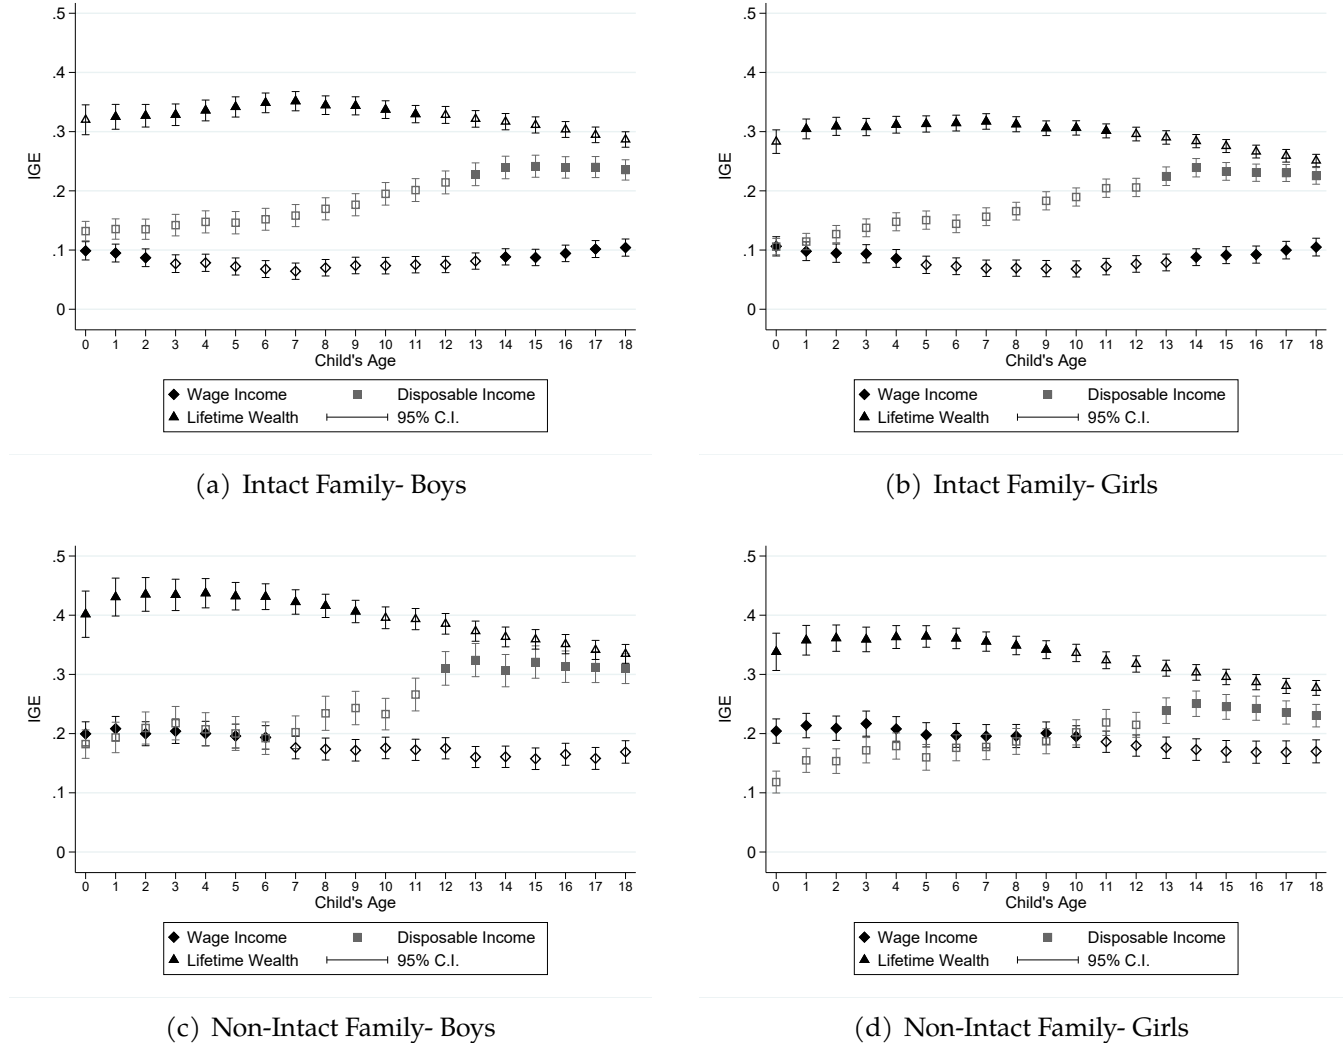 .5
.4
.3
.2
.1
0
IGE
0 1 2 3 4 5 6 7 8 9 10 11 12 13 14 15 16 17 18
Child's Age
Wage Income Disposable Income
Lifetime Wealth 95% C.I.
(a) Intact Family- Boys
.5
.4
.3
.2
.1
0
IGE
0 1 2 3 4 5 6 7 8 9 10 11 12 13 14 15 16 17 18
Child's Age
Wage Income Disposable Income
Lifetime Wealth 95% C.I.
(b) Intact Family- Girls
.5
.4
.3
.2
.1
0
IGE
0 1 2 3 4 5 6 7 8 9 10 11 12 13 14 15 16 17 18
Child's Age
Wage Income Disposable Income
Lifetime Wealth 95% C.I.
(c) Non-Intact Family- Boys
.5
.4
.3
.2
.1
0
IGE
0 1 2 3 4 5 6 7 8 9 10 11 12 13 14 15 16 17 18
Child's Age
Wage Income Disposable Income
Lifetime Wealth 95% C.I.
(d) Non-Intact Family- Girls